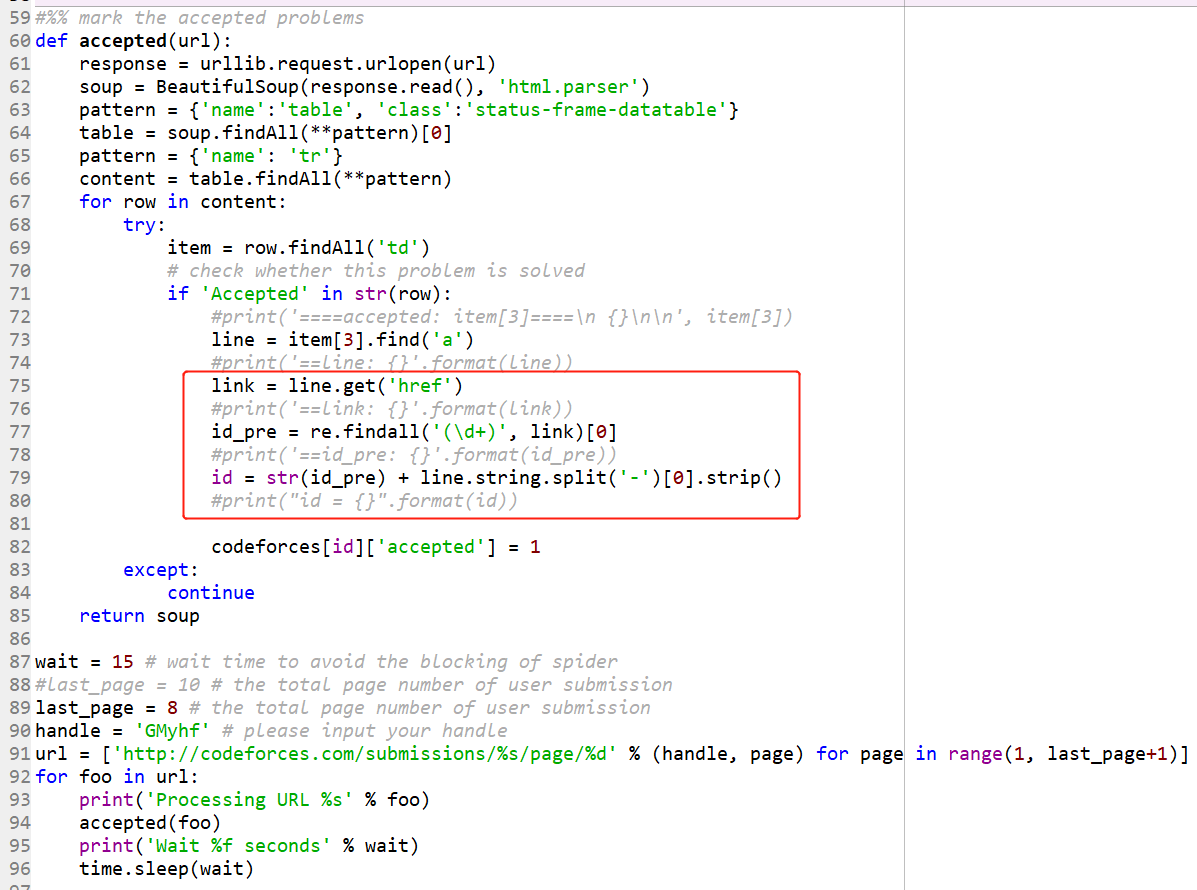 59 #%% mark the accepted problems
60 def accepted(url):
61     response = urllib.request.urlopen(url)
62     soup = BeautifulSoup(response.read(), 'html.parser')
63     pattern = {'name':'table', 'class':'status-frame-datatable'}
64     table = soup.findAll(**pattern)[0]
65     pattern = {'name': 'tr'}
66     content = table.findAll(**pattern)
67     for row in content:
68         try:
69             item = row.findAll('td')
70             # check whether this problem is solved
71             if 'Accepted' in str(row):
72                 #print('====accepted: item[3]====\n {}\n\n', item[3])
73                 line = item[3].find('a')
74                 #print('==line: {}'.format(line))
75                 link = line.get('href')
76                 #print('==link: {}'.format(link))
77                 id_pre = re.findall('(\d+)', link)[0]
78                 #print('==id_pre: {}'.format(id_pre))
79                 id = str(id_pre) + line.string.split('-')[0].strip()
80                 #print("id = {}".format(id))
81
82                 codeforces[id]['accepted'] = 1
83         except:
84             continue
85     return soup
86
87 wait = 15 # wait time to avoid the blocking of spider
88 #last_page = 10 # the total page number of user submission
89 last_page = 8 # the total page number of user submission
90 handle = 'GMyhf' # please input your handle
91 url = ['http://codeforces.com/submissions/%s/page/%d' % (handle, page) for page in range(1, last_page+1)]
92 for foo in url:
93     print('Processing URL %s' % foo)
94     accepted(foo)
95     print('Wait %f seconds' % wait)
96     time.sleep(wait)